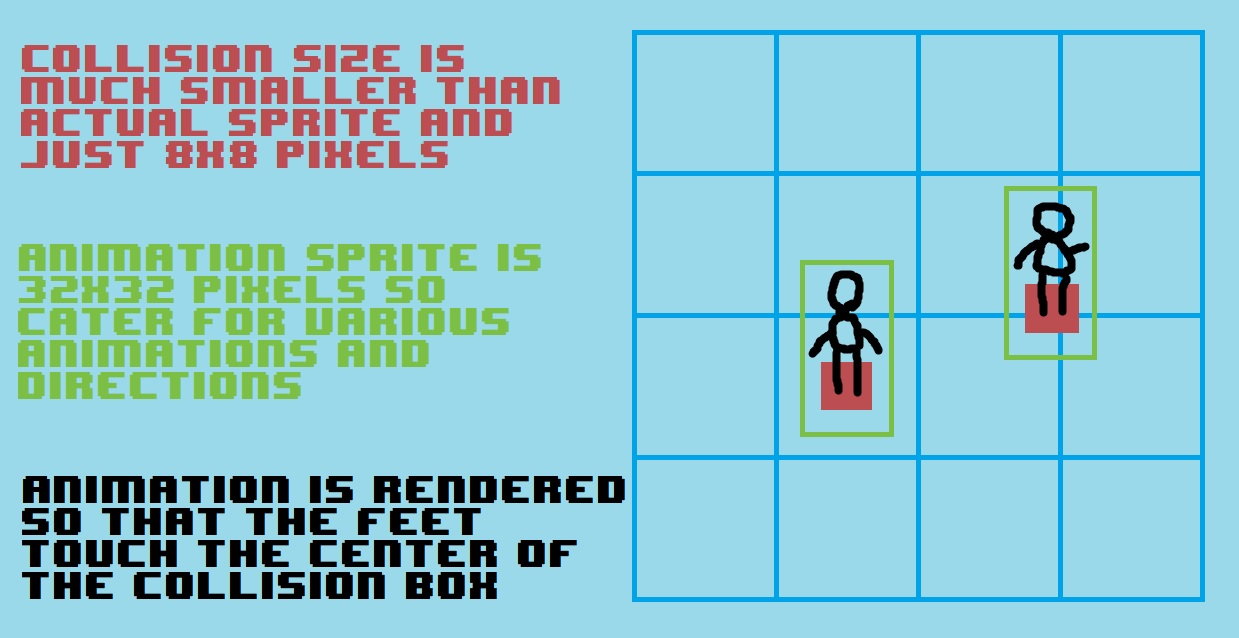 COLLISION SIZE IS
MUCH SMALLER THAN
ACTUAL SPRITE AND
JUST 8X8 PIXELS
ANIMATION SPRITE IS
32X32 PIXELS SO
CATER FOR VARIOUS
ANIMATIONS AND
DIRECTIONS
ANIMATION IS RENDERED
SO THAT THE FEET
TOUCH THE CENTER OF
THE COLLISION BOX